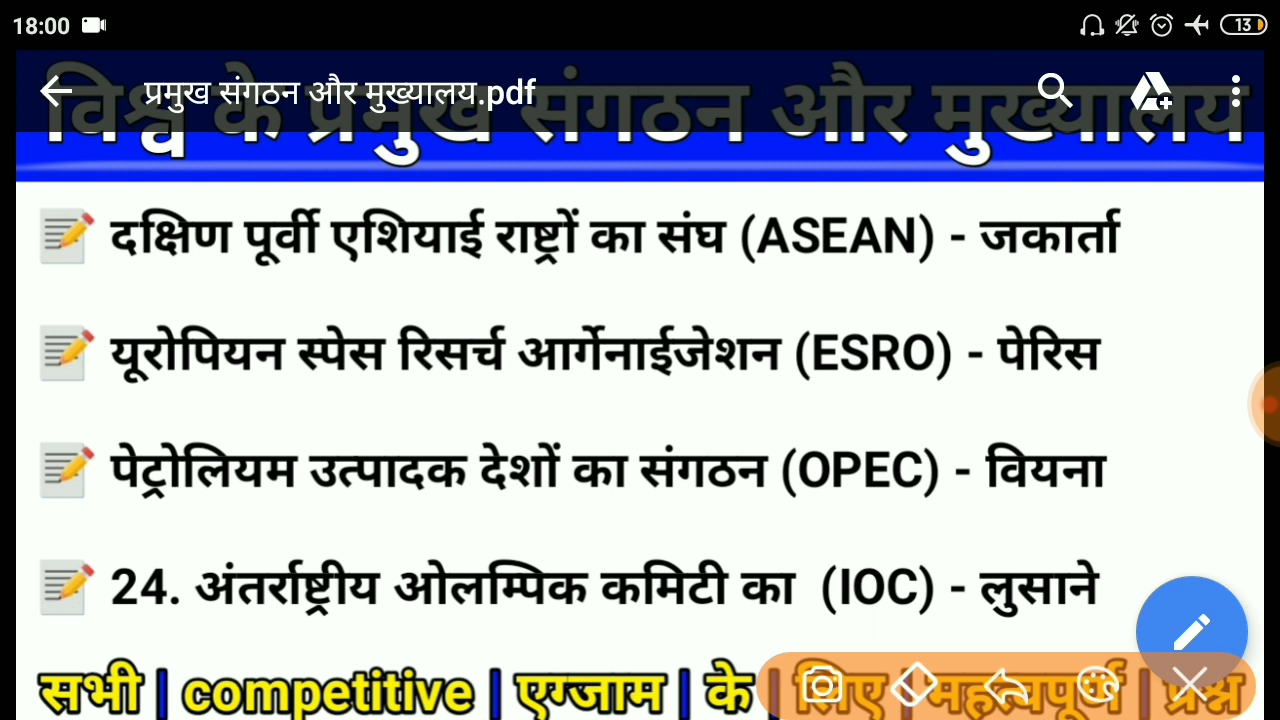 18:00
13
प्रमुख संगठन और मुख्यालय.pdf
विश्व के प्रमुख संगठन और मुख्यालय
दक्षिण पूर्वी एशियाई राष्ट्रों का संघ (ASEAN) - जकार्ता
यूरोपियन स्पेस रिसर्च आर्गेनाईजेशन (ESRO) - पेरिस
पेट्रोलियम उत्पादक देशों का संगठन (OPEC) - वियना
24. अंतर्राष्ट्रीय ओलम्पिक कमिटी का (IOC) - लुसाने
सभी | competitive | एग्जाम | के | लिए | महत्वपूर्ण | प्रश्न